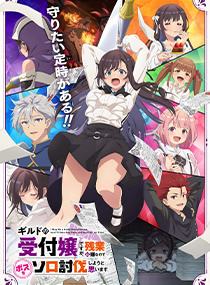 守りたい定時がある!!
ギルドの
受付嬢ですが、残業は嫌なので
ボスをソロ討伐しようと思います